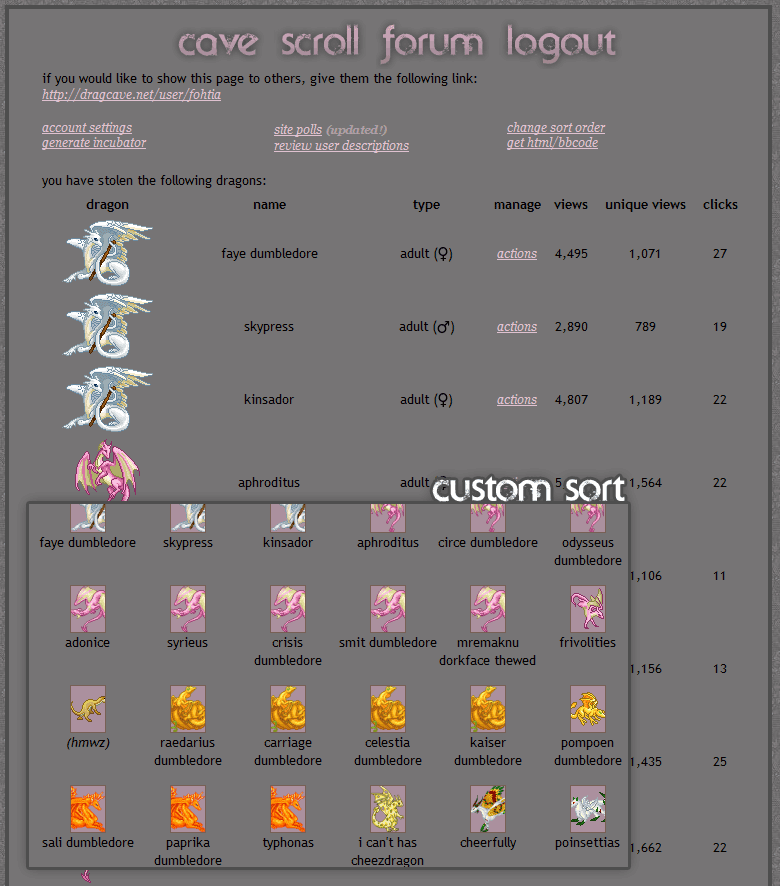 cave scroll forum logout
if you would like to show this page to others, give them the following link:
http://dragcave.net/user/fohtia
account settings site polls (updated!) change sort order
generate incubator review user descriptions get html/bbcode
you have stolen the following dragons:
dragon name type manage views unique views clicks
faye dumbledore adult (♀) actions 4,495 1,071 27
skypress adult (♂) actions 2,890 789 19
kinsador adult (♀) actions 4,807 1,189 22
aphroditus adult 5 1,564 22
custom sort
faye dumbledore skypress kinsador aphroditus circe dumbledore odysseus
dumbledore
1,106 11
adonice syrieus crisis smit dumbledore mremaknu frivolities
dumbledore dorkface thewed
1,156 13
(hmwz) raedarius carriage celestia kaiser pompoen
dumbledore dumbledore dumbledore dumbledore dumbledore
1,435 25
sali dumbledore paprika typhonas i can't has cheerfully poinsettias
dumbledore cheezdragon
1,662 22